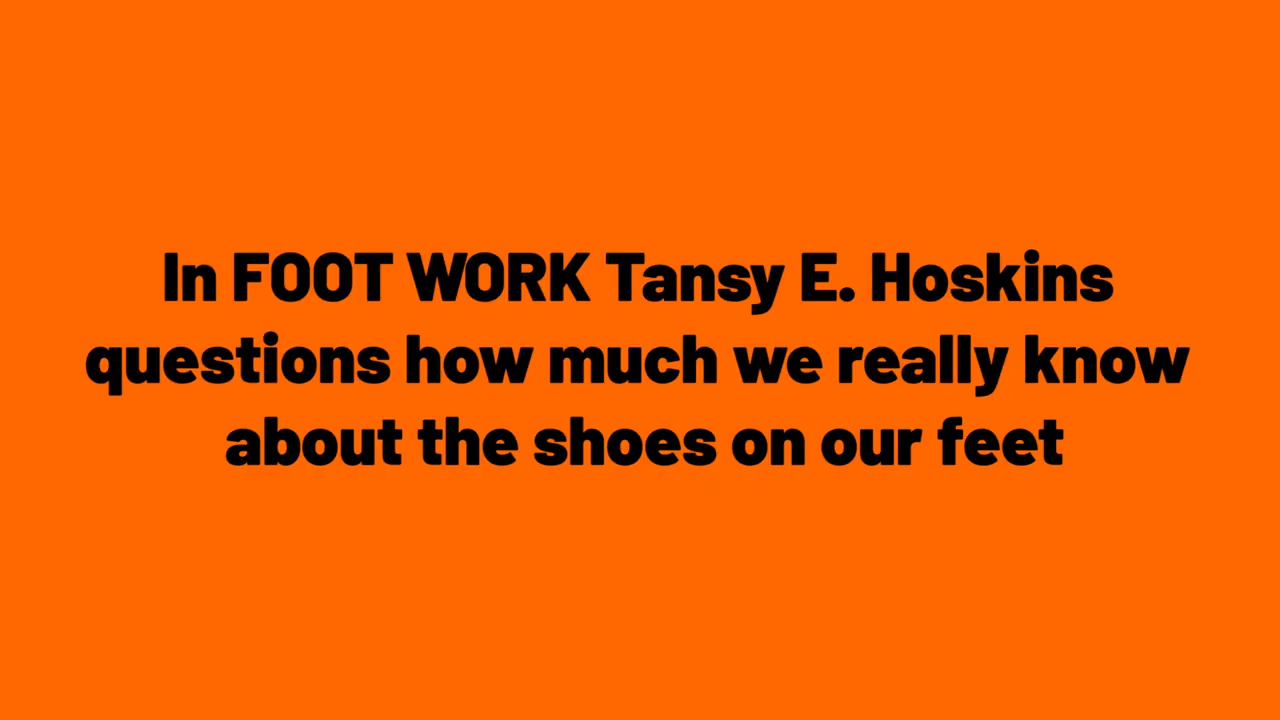 In FOOT WORK Tansy E. Hoskins
questions how much we really know
about the shoes on our feet